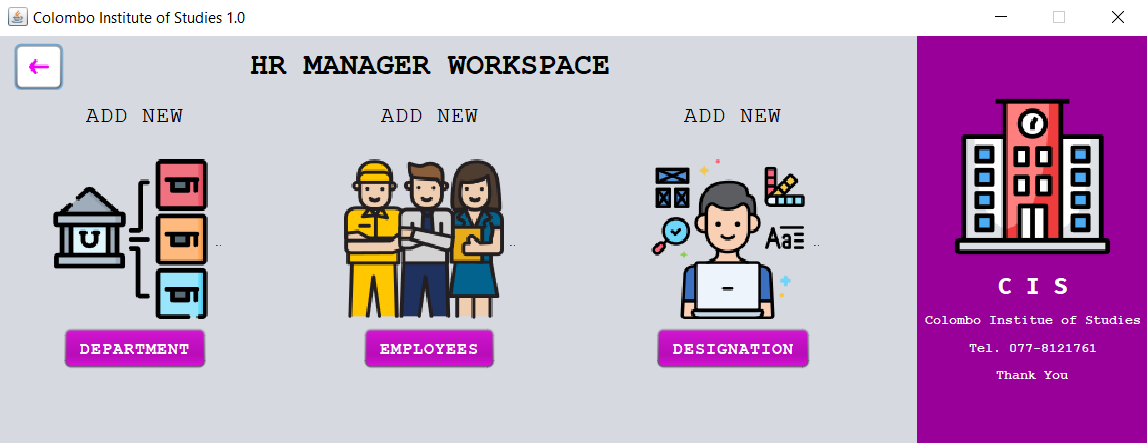 Colombo Institute of Studies 1.0
HR MANAGER WORKSPACE
ADD NEW
ADD NEW
ADD NEW
U
Aa
..
..
..
DEPARTMENT
EMPLOYEES
DESIGNATION
C I S
Colombo Institue of Studies
Tel. 077-8121761
Thank You